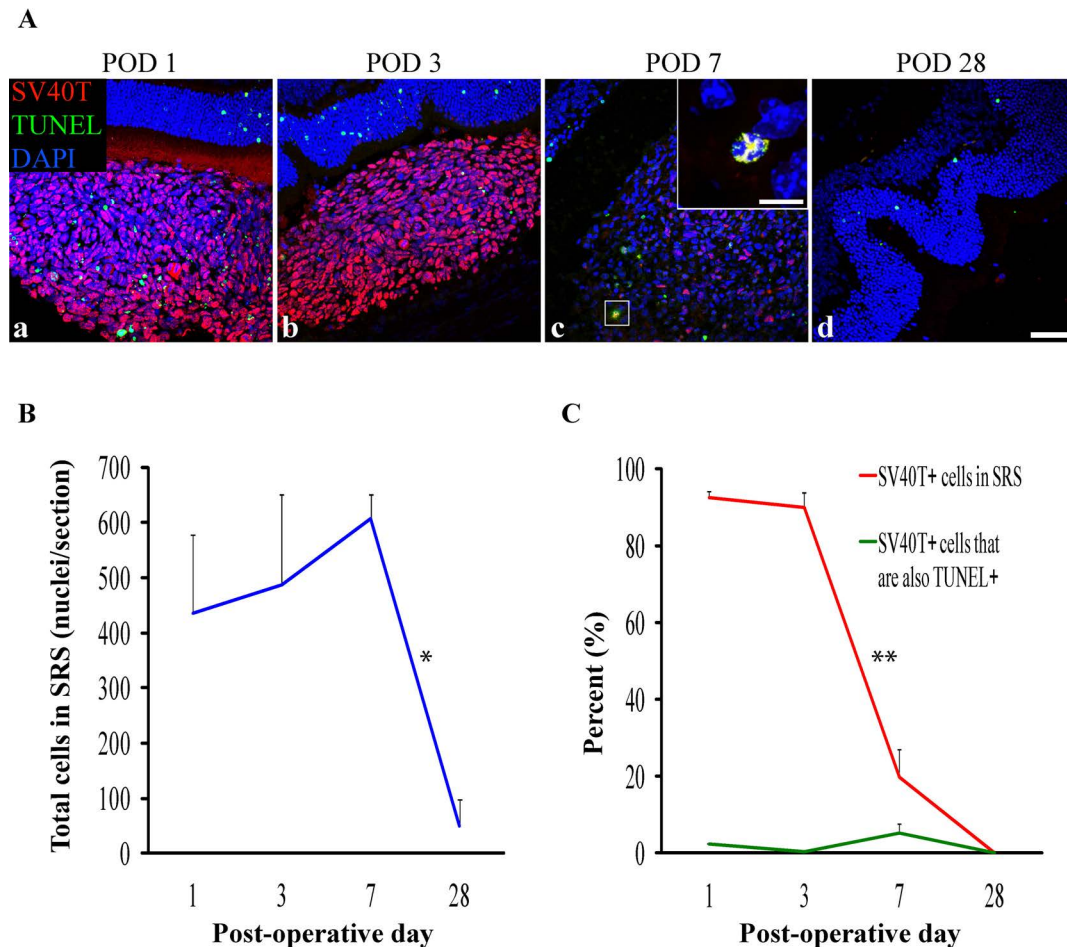 A
POD 1 POD 3 POD 7 POD 28
SV40T
TUNEL
DAPI
a b c d
B
Total cells in SRS (nuclei/section)
700
600
500
400
300
200
100
0
*
1 3 7 28
Post-operative day
C
Percent (%)
100
80
60
40
20
0
SV40T+ cells in SRS
SV40T+ cells that
are also TUNEL+
**
1 3 7 28
Post-operative day